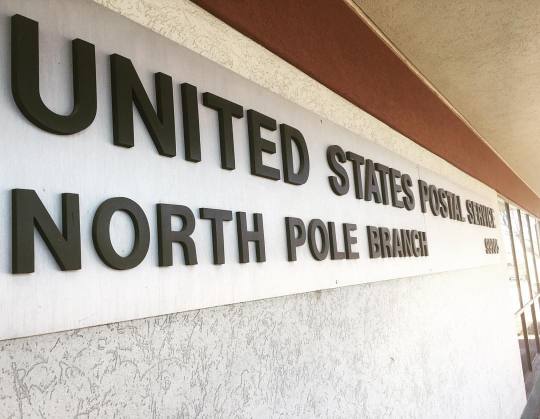 UNITED STATES POSTAL SERVICE
NORTH POLE BRANCH